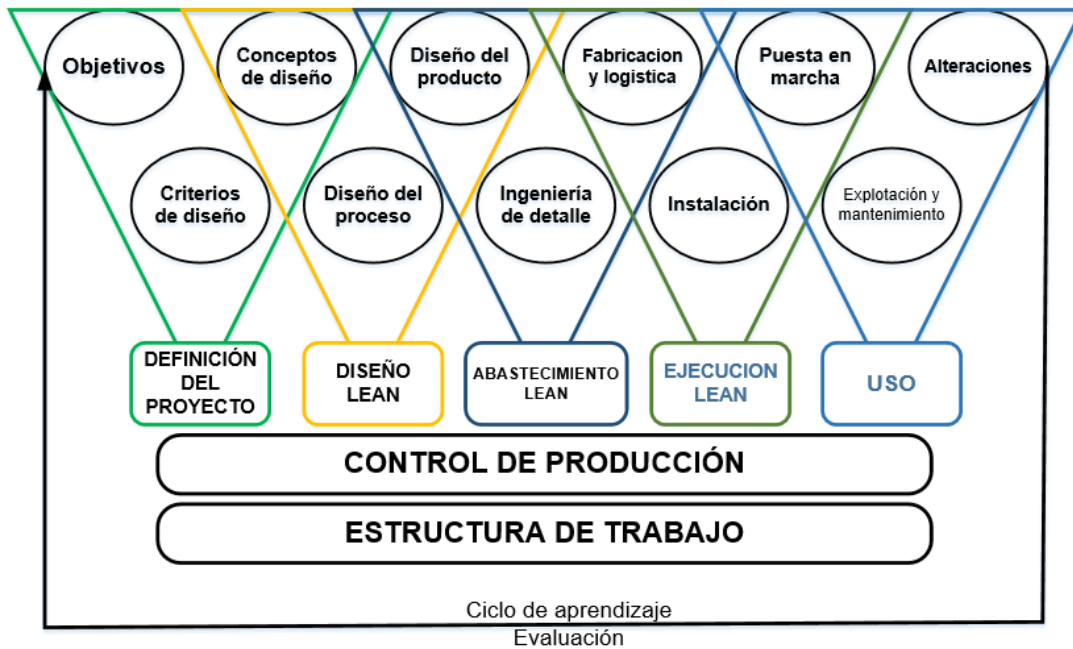 Objetivos
Conceptos
de diseño
Diseño del
producto
Fabricacion
y logistica
Puesta en
marcha
Alteraciones
Criterios
de diseño
Diseño del
proceso
Ingeniería
de detalle
Instalación
Explotación y
mantenimiento
DEFINICIÓN
DEL
PROYECTO
DISEÑO
LEAN
ABASTECIMIENTO
LEAN
EJECUCION
LEAN
USO
CONTROL DE PRODUCCIÓN
ESTRUCTURA DE TRABAJO
Ciclo de aprendizaje
Evaluación